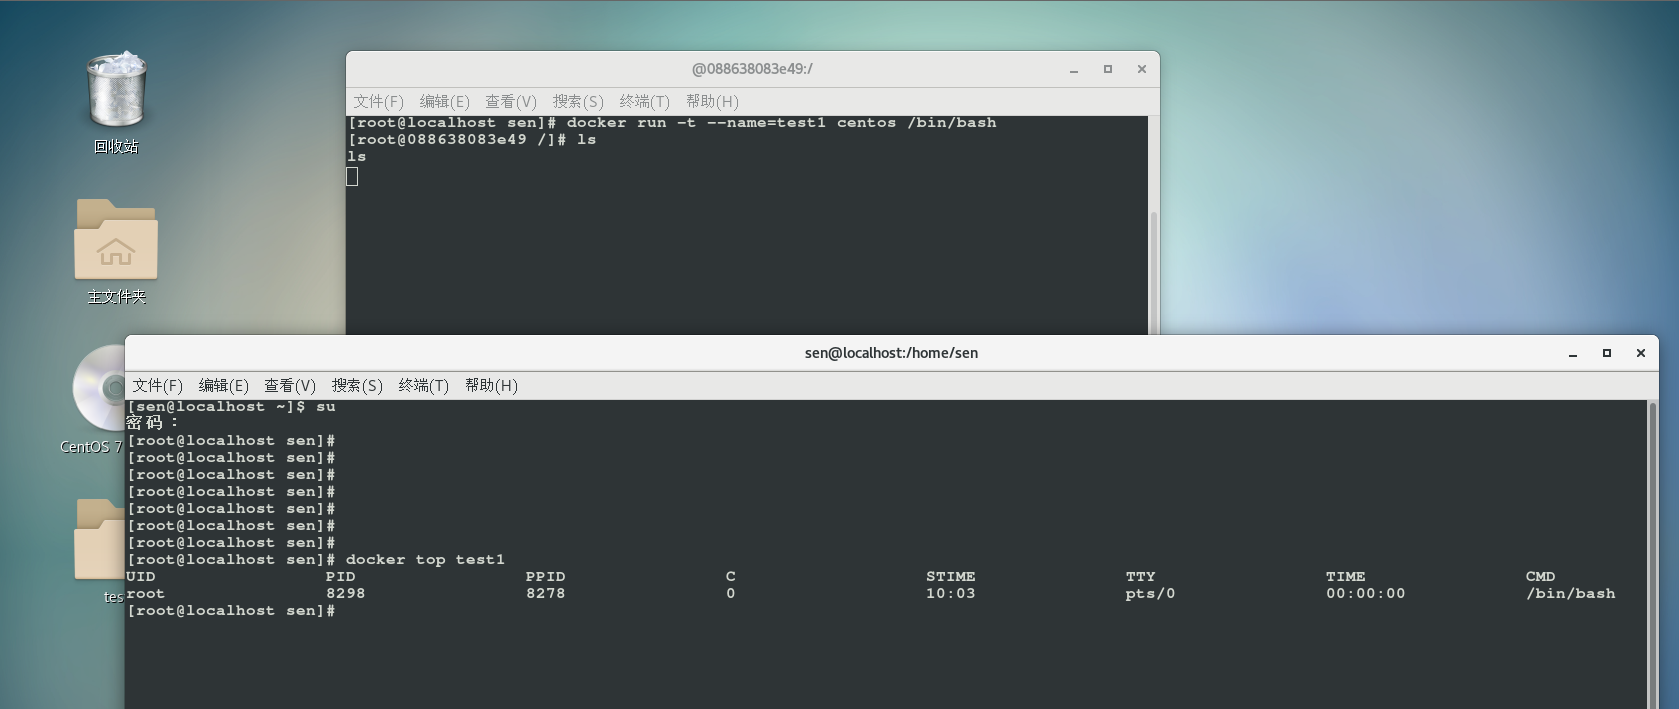 回收站
主文件夹
CentOS 7
tes
@088638083e49:/
文件(F) 编辑(E) 查看(V) 搜索(S) 终端(T) 帮助(H)
[root@localhost sen]# docker run -t --name=test1 centos /bin/bash
[root@088638083e49 /]# ls
ls
sen@localhost:/home/sen
文件(F) 编辑(E) 查看(V) 搜索(S) 终端(T) 帮助(H)
[sen@localhost ~]$ su
密码：
[root@localhost sen]#
[root@localhost sen]#
[root@localhost sen]#
[root@localhost sen]#
[root@localhost sen]#
[root@localhost sen]#
[root@localhost sen]#
[root@localhost sen]# docker top test1
UID PID PPID C STIME TTY TIME CMD
root 8298 8278 0 10:03 pts/0 00:00:00 /bin/bash
[root@localhost sen]#